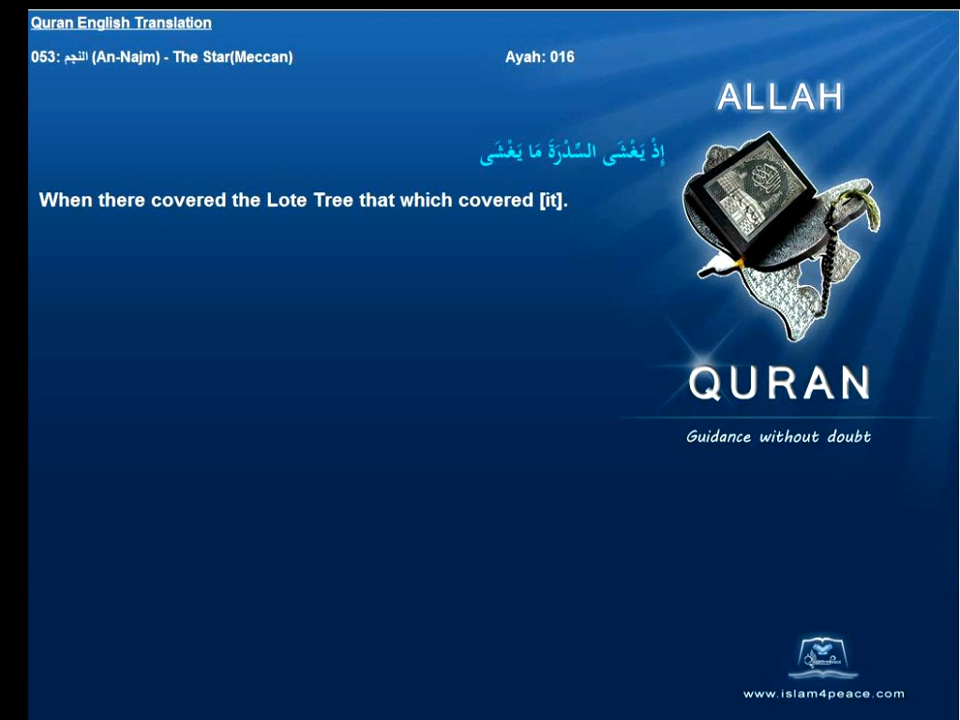 Quran English Translation
053: النجم (An-Najm) - The Star(Meccan) Ayah: 016
ALLAH
إِذْ يَغْشَى السِّدْرَةَ مَا يَغْشَى
When there covered the Lote Tree that which covered [it].
QURAN
Guidance without doubt
www.islam4peace.com